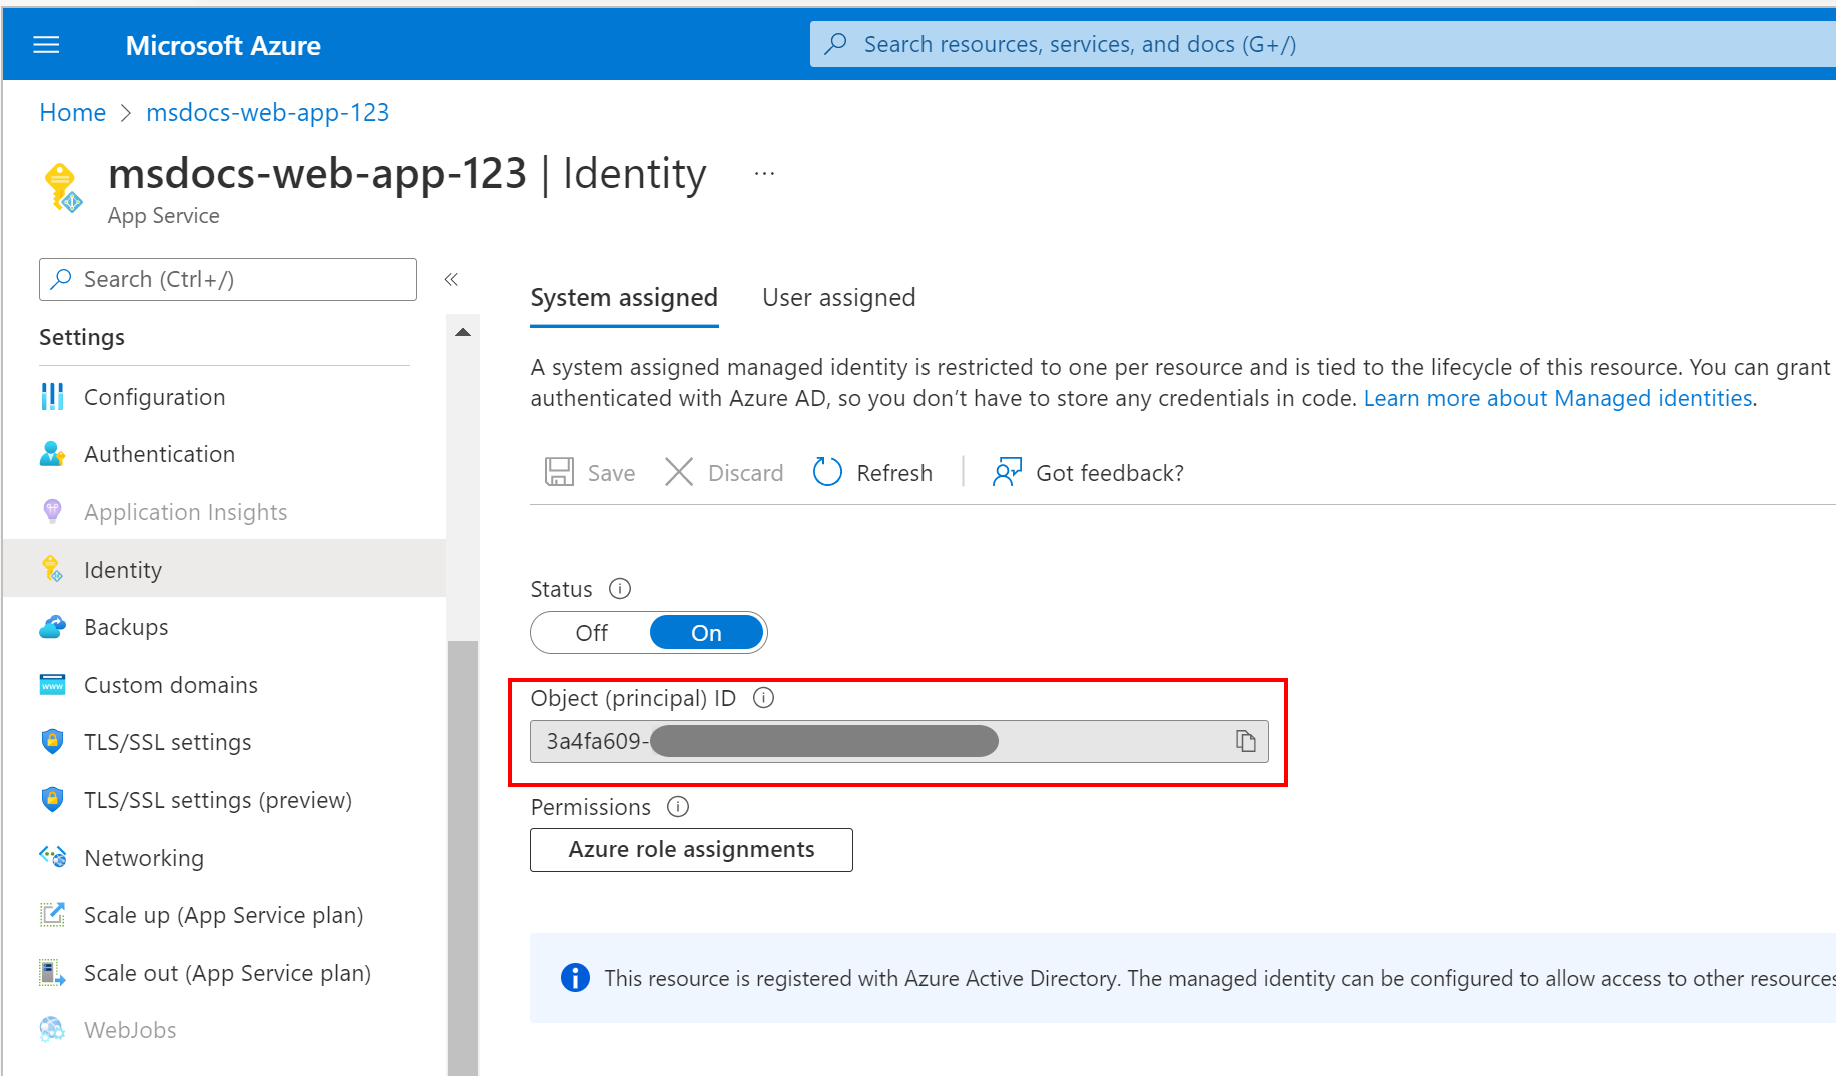 Microsoft Azure
Search resources, services, and docs (G+/)
Home > msdocs-web-app-123
msdocs-web-app-123 | Identity ...
App Service
Search (Ctrl+/)
«
Settings
Configuration
Authentication
Application Insights
Identity
Backups
Custom domains
TLS/SSL settings
TLS/SSL settings (preview)
Networking
Scale up (App Service plan)
Scale out (App Service plan)
WebJobs
System assigned User assigned
A system assigned managed identity is restricted to one per resource and is tied to the lifecycle of this resource. You can grant
authenticated with Azure AD, so you don’t have to store any credentials in code. Learn more about Managed identities.
Save Discard Refresh Got feedback?
Status
Off On
Object (principal) ID
3a4fa609-
Permissions
Azure role assignments
This resource is registered with Azure Active Directory. The managed identity can be configured to allow access to other resources